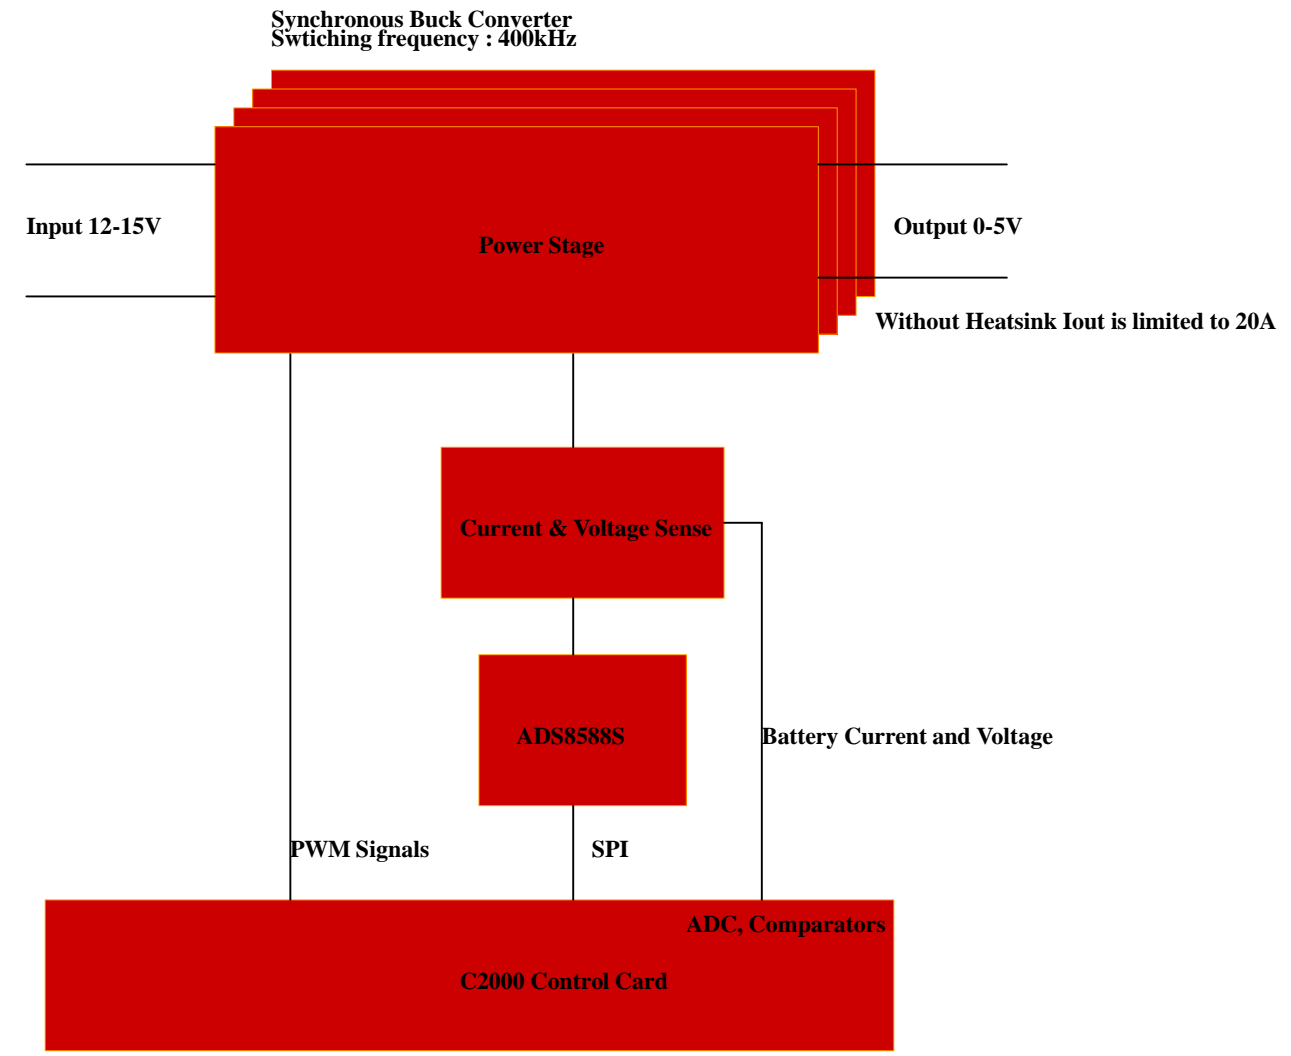 Synchronous Buck Converter
Swtiching frequency : 400kHz
Input 12-15V
Output 0-5V
Power Stage
Without Heatsink Iout is limited to 20A
Current & Voltage Sense
ADS8588S
Battery Current and Voltage
PWM Signals
SPI
ADC, Comparators
C2000 Control Card